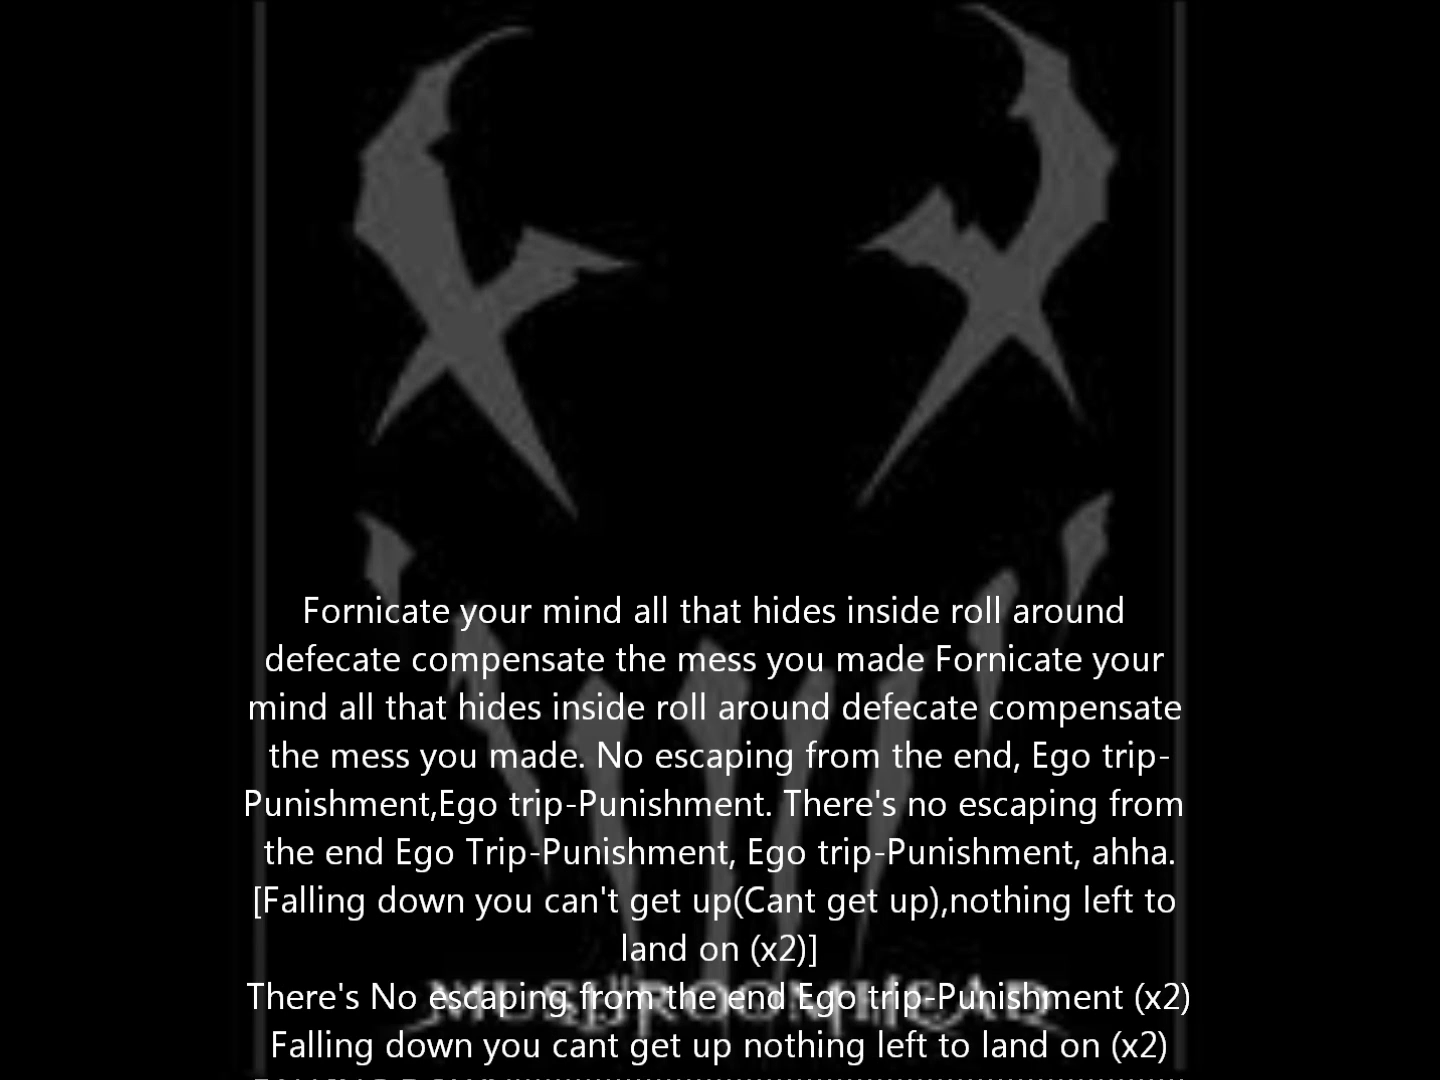 Fornicate your mind all that hides inside roll around
defecate compensate the mess you made Fornicate your
mind all that hides inside roll around defecate compensate
the mess you made. No escaping from the end, Ego trip-
Punishment,Ego trip-Punishment. There's no escaping from
the end Ego Trip-Punishment, Ego trip-Punishment, ahha.
[Falling down you can't get up(Cant get up),nothing left to
land on (x2)]
There's No escaping from the end Ego trip-Punishment (x2)
MUSHROOMHEAD
Falling down you cant get up nothing left to land on (x2)